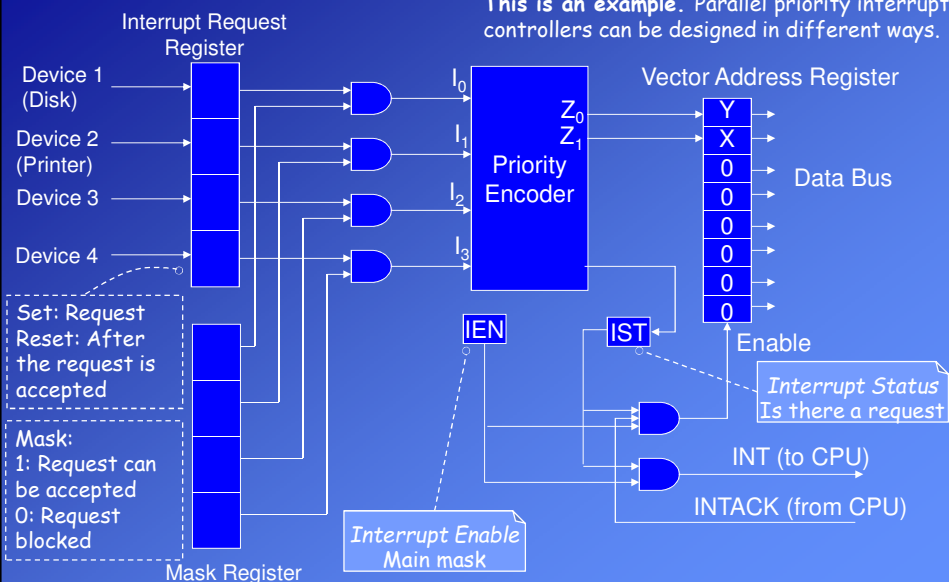 This is an example. Parallel priority interrupt
controllers can be designed in different ways.
Interrupt Request
Register
Device 1
(Disk)
Device 2
(Printer)
Device 3
Device 4
I0
I1
I2
I3
Z0
Z1
Priority
Encoder
Vector Address Register
Y
X
0
0
0
0
0
0
Data Bus
Set: Request
Reset: After
the request is
accepted
Mask:
1: Request can
be accepted
0: Request
blocked
Mask Register
IEN
IST
Enable
Interrupt Status
Is there a request
Interrupt Enable
Main mask
INT (to CPU)
INTACK (from CPU)